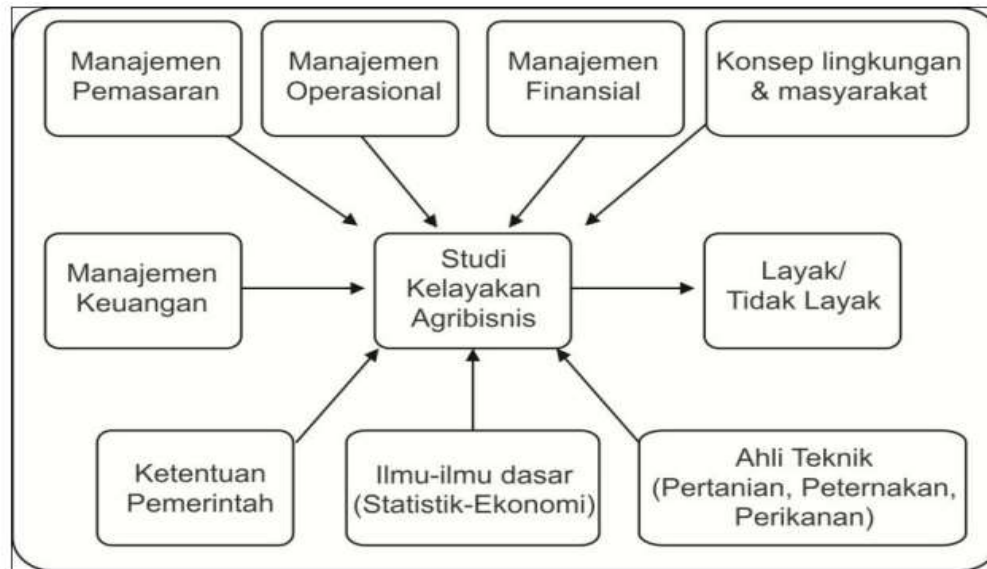 Manajemen
Pemasaran
Manajemen
Operasional
Manajemen
Finansial
Konsep lingkungan
& masyarakat
Manajemen
Keuangan
Studi
Kelayakan
Agribisnis
Layak/
Tidak Layak
Ketentuan
Pemerintah
Ilmu-ilmu dasar
(Statistik-Ekonomi)
Ahli Teknik
(Pertanian, Peternakan,
Perikanan)